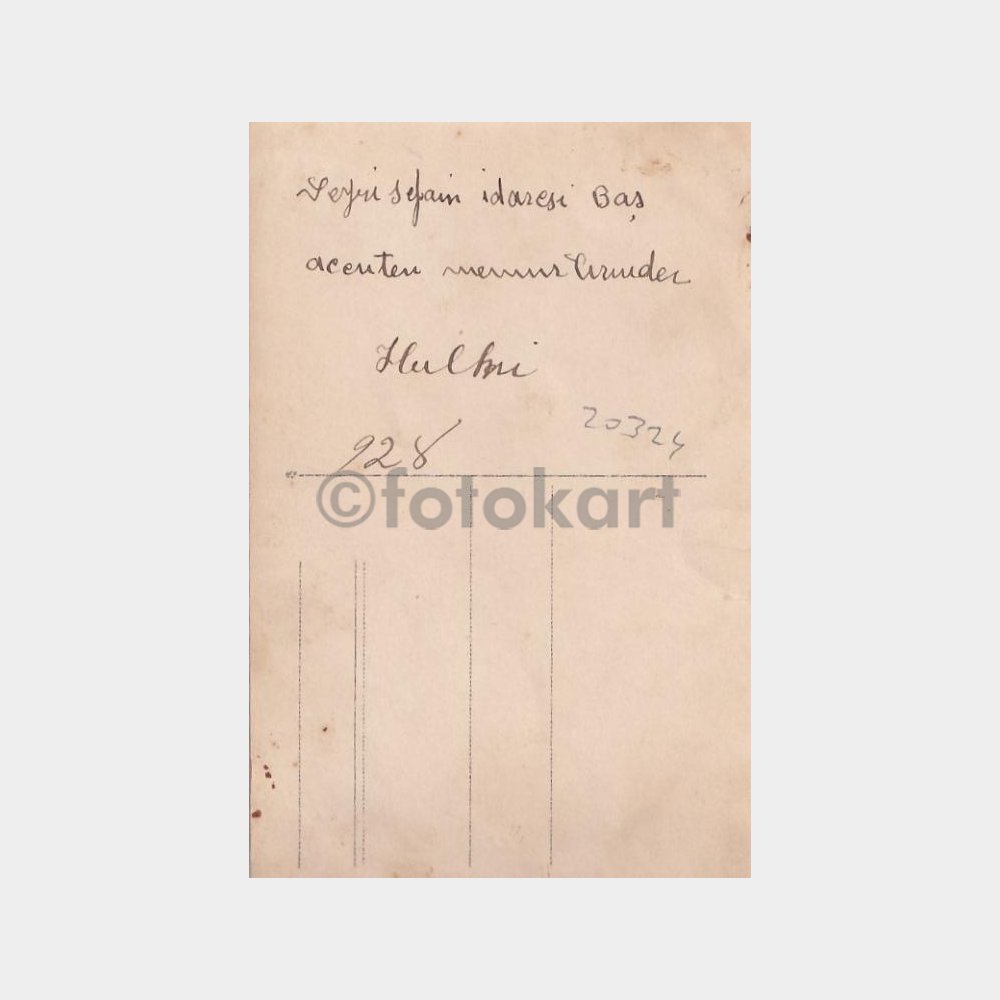 Seyri sefain idaresi Baş
acenten memurlarından
Hulki
928
20324
©fotokart